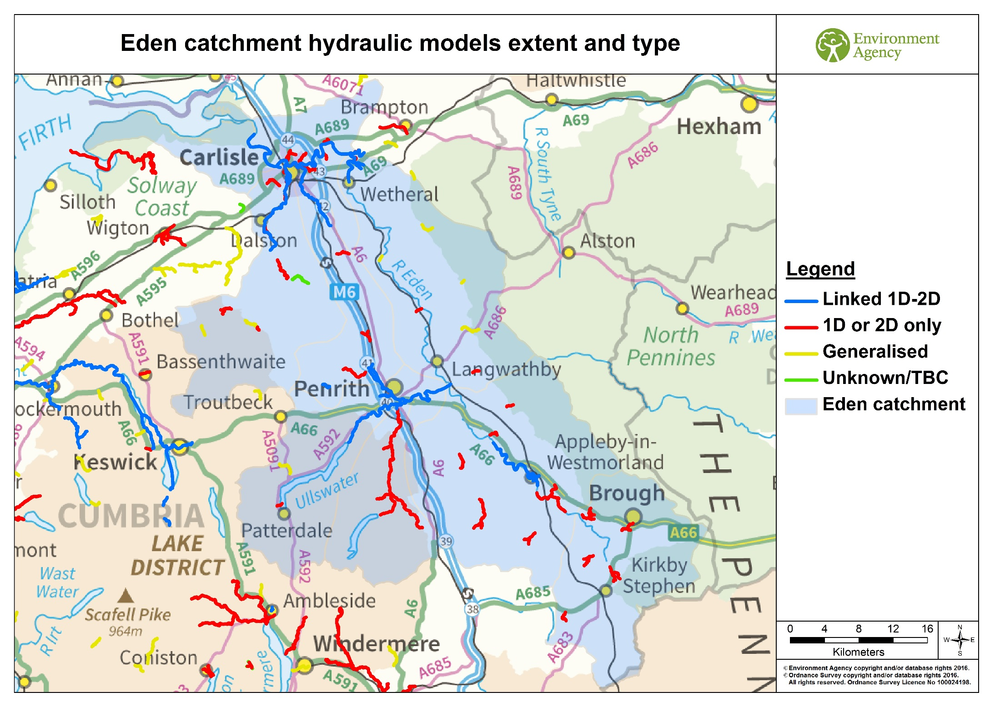 Eden catchment hydraulic models extent and type
Environment
Agency
Annan
45
A6071
Haltwhistle
A7
Brampton
A69
Hexham
FIRTH
A689
44
R South Tyne
A686
Carlisle
A689
43
A69
A689
Solway
Coast
Silloth
Wetheral
42
Wigton
Dalston
S
A6
Alston
A596
atria
A595
R Eden
M6
Wearhead
A689
Bothel
A686
North
Pennines
R Wea
A594
A591
Bassenthwaite
41
Langwathby
Penrith
Troutbeck
40
ockermouth
A66
A66
A5091
A592
A66
Appleby-in-
Westmorland
THE
Keswick
A6
Ullswater
Brough
CUMBRIA
LAKE
DISTRICT
Patterdale
A66
A591
A592
39
mont
Wast
Water
Kirkby
Stephen
PENN
S
38
A685
A6
Ambleside
Scafell Pike
964m
R Irt
A683
Windermere
Coniston
A685
A591
on
rmere
Legend
Linked 1D-2D
1D or 2D only
Generalised
Unknown/TBC
Eden catchment
0 4 8 12 16
Kilometers
N
W E
S
© Environment Agency copyright and/or database rights 2016.
© Ordnance Survey copyright and/or database rights 2016.
All rights reserved. Ordnance Survey Licence No 100024198.